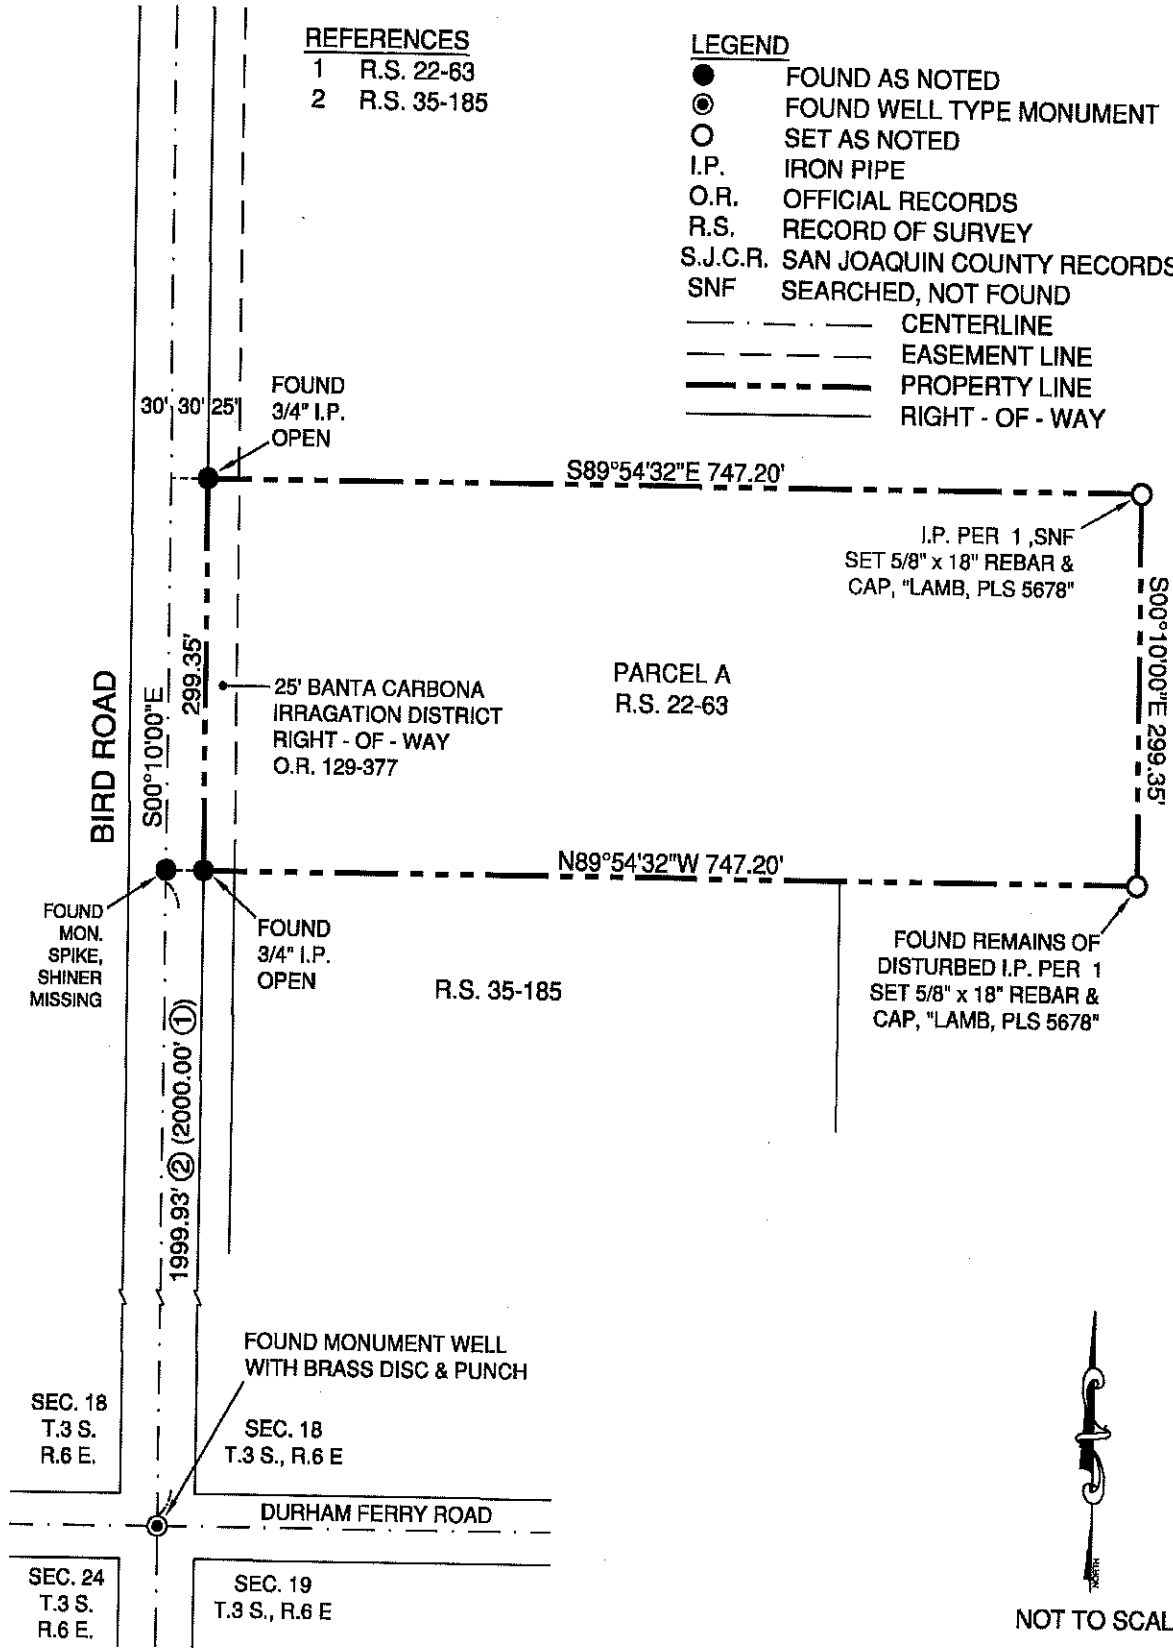 REFERENCES
1 R.S. 22-63
2 R.S. 35-185
LEGEND
FOUND AS NOTED
FOUND WELL TYPE MONUMENT
SET AS NOTED
I.P. IRON PIPE
O.R. OFFICIAL RECORDS
R.S. RECORD OF SURVEY
S.J.C.R. SAN JOAQUIN COUNTY RECORDS
SNF SEARCHED, NOT FOUND
CENTERLINE
EASEMENT LINE
PROPERTY LINE
RIGHT - OF - WAY
30' 30' 25'
FOUND
3/4" I.P.
OPEN
S89°54'32"E 747.20'
I.P. PER 1 ,SNF
SET 5/8" x 18" REBAR &
CAP, "LAMB, PLS 5678"
S00°10'00"E 299.35'
PARCEL A
R.S. 22-63
BIRD ROAD
S00°10'00"E
299.35'
25' BANTA CARBONA
IRRAGATION DISTRICT
RIGHT - OF - WAY
O.R. 129-377
N89°54'32"W 747.20'
FOUND
MON.
SPIKE,
SHINER
MISSING
FOUND
3/4" I.P.
OPEN
R.S. 35-185
FOUND REMAINS OF
DISTURBED I.P. PER 1
SET 5/8" x 18" REBAR &
CAP, "LAMB, PLS 5678"
1999.93' 2 (2000.00' 1)
FOUND MONUMENT WELL
WITH BRASS DISC & PUNCH
SEC. 18
T.3 S.
R.6 E.
SEC. 18
T.3 S., R.6 E
DURHAM FERRY ROAD
SEC. 24
T.3 S.
R.6 E.
SEC. 19
T.3 S., R.6 E
NORTH
NOT TO SCAL